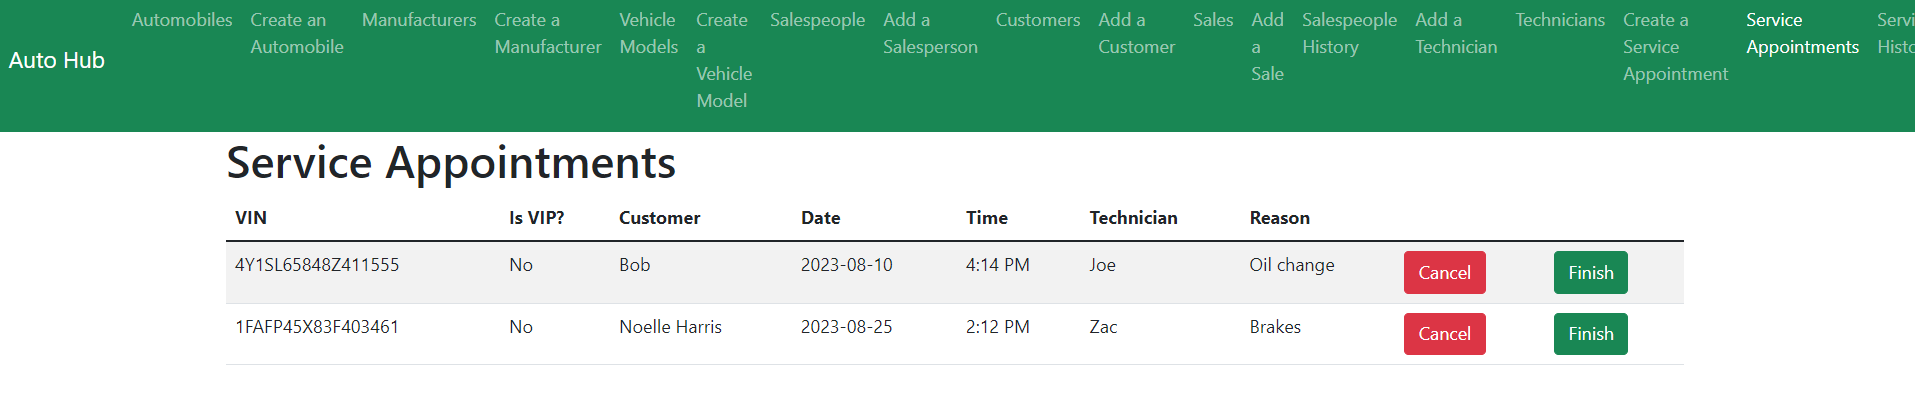 Auto Hub
Automobiles
Create an
Automobile
Manufacturers
Create a
Manufacturer
Vehicle
Models
Create
a
Vehicle
Model
Salespeople
Add a
Salesperson
Customers
Add a
Customer
Sales
Add
a
Sale
Salespeople
History
Add a
Technician
Technicians
Create a
Service
Appointment
Service
Appointments
Servi
Histo
Service Appointments
VIN Is VIP? Customer Date Time Technician Reason
4Y1SL65848Z411555 No Bob 2023-08-10 4:14 PM Joe Oil change Cancel Finish
1FAFP45X83F403461 No Noelle Harris 2023-08-25 2:12 PM Zac Brakes Cancel Finish